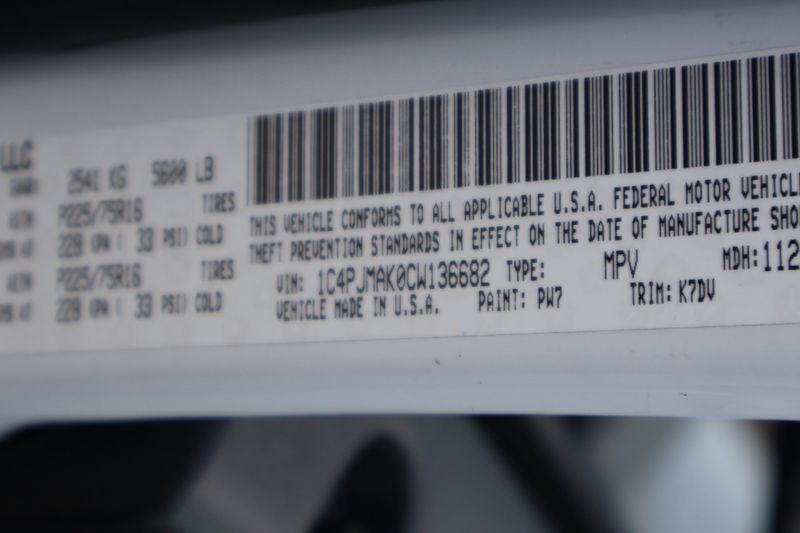 LLC
2541 KG 5600 LB
P225/75R16 TIRES
228 KPA ( 33 PSI) COLD
P225/75R16 TIRES
228 KPA ( 33 PSI) COLD
THIS VEHICLE CONFORMS TO ALL APPLICABLE U.S.A. FEDERAL MOTOR VEHICL
THEFT PREVENTION STANDARDS IN EFFECT ON THE DATE OF MANUFACTURE SHO
VIN: 1C4PJMAK0CW136682 TYPE: MPV MDH: 112
VEHICLE MADE IN U.S.A. PAINT: PW7 TRIM: K7DV